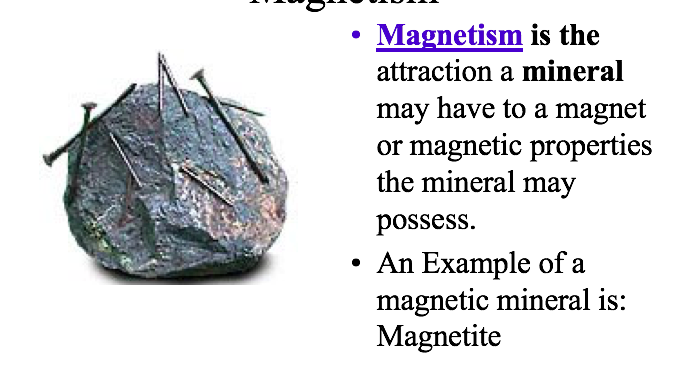 Magnetism
• Magnetism is the
attraction a mineral
may have to a magnet
or magnetic properties
the mineral may
possess.
• An Example of a
magnetic mineral is:
Magnetite